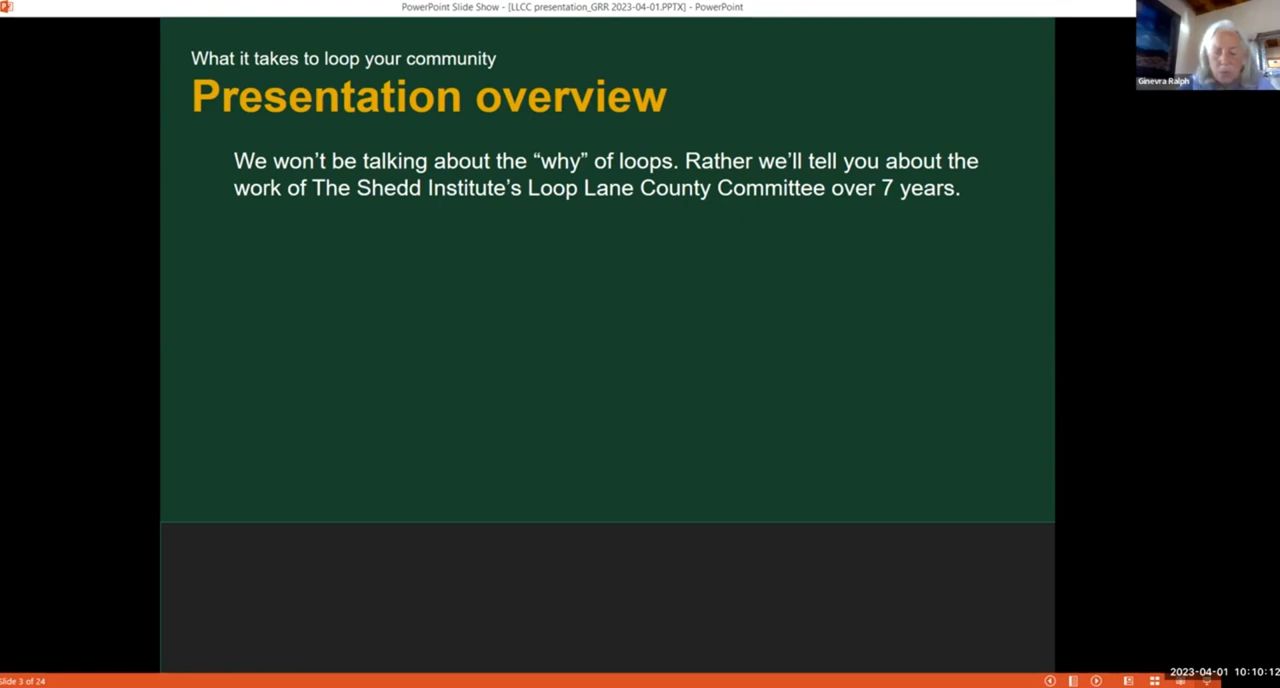 PowerPoint Slide Show - [LLCC presentation_GRR 2023-04-01.PPTX] - PowerPoint
Ginevra Ralph
What it takes to loop your community
Presentation overview
We won’t be talking about the “why” of loops. Rather we’ll tell you about the
work of The Shedd Institute’s Loop Lane County Committee over 7 years.
2023-04-01 10:10:12
Slide 3 of 24